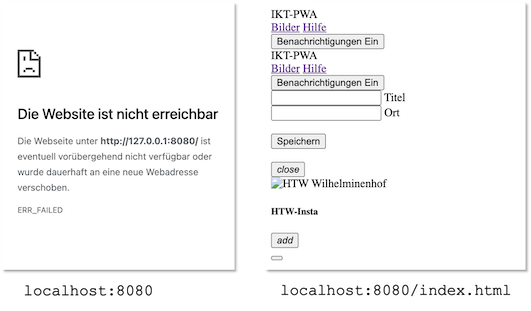 Die Website ist nicht erreichbar
Die Webseite unter http://127.0.0.1:8080/ ist
eventuell vorübergehend nicht verfügbar oder
wurde dauerhaft an eine neue Webadresse
verschoben.
ERR_FAILED
localhost:8080
IKT-PWA
Bilder Hilfe
Benachrichtigungen Ein
IKT-PWA
Bilder Hilfe
Benachrichtigungen Ein
Titel
Ort
Speichern
close
HTW Wilhelminenhof
HTW-Insta
add
localhost:8080/index.html